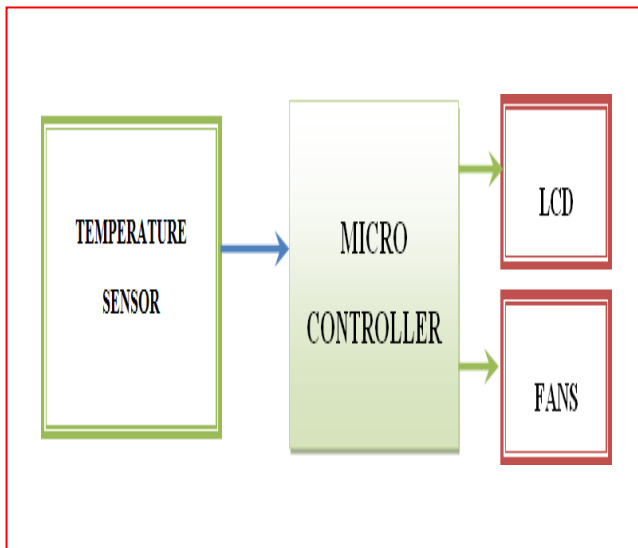 TEMPERATURE
SENSOR
MICRO
CONTROLLER
LCD
FANS